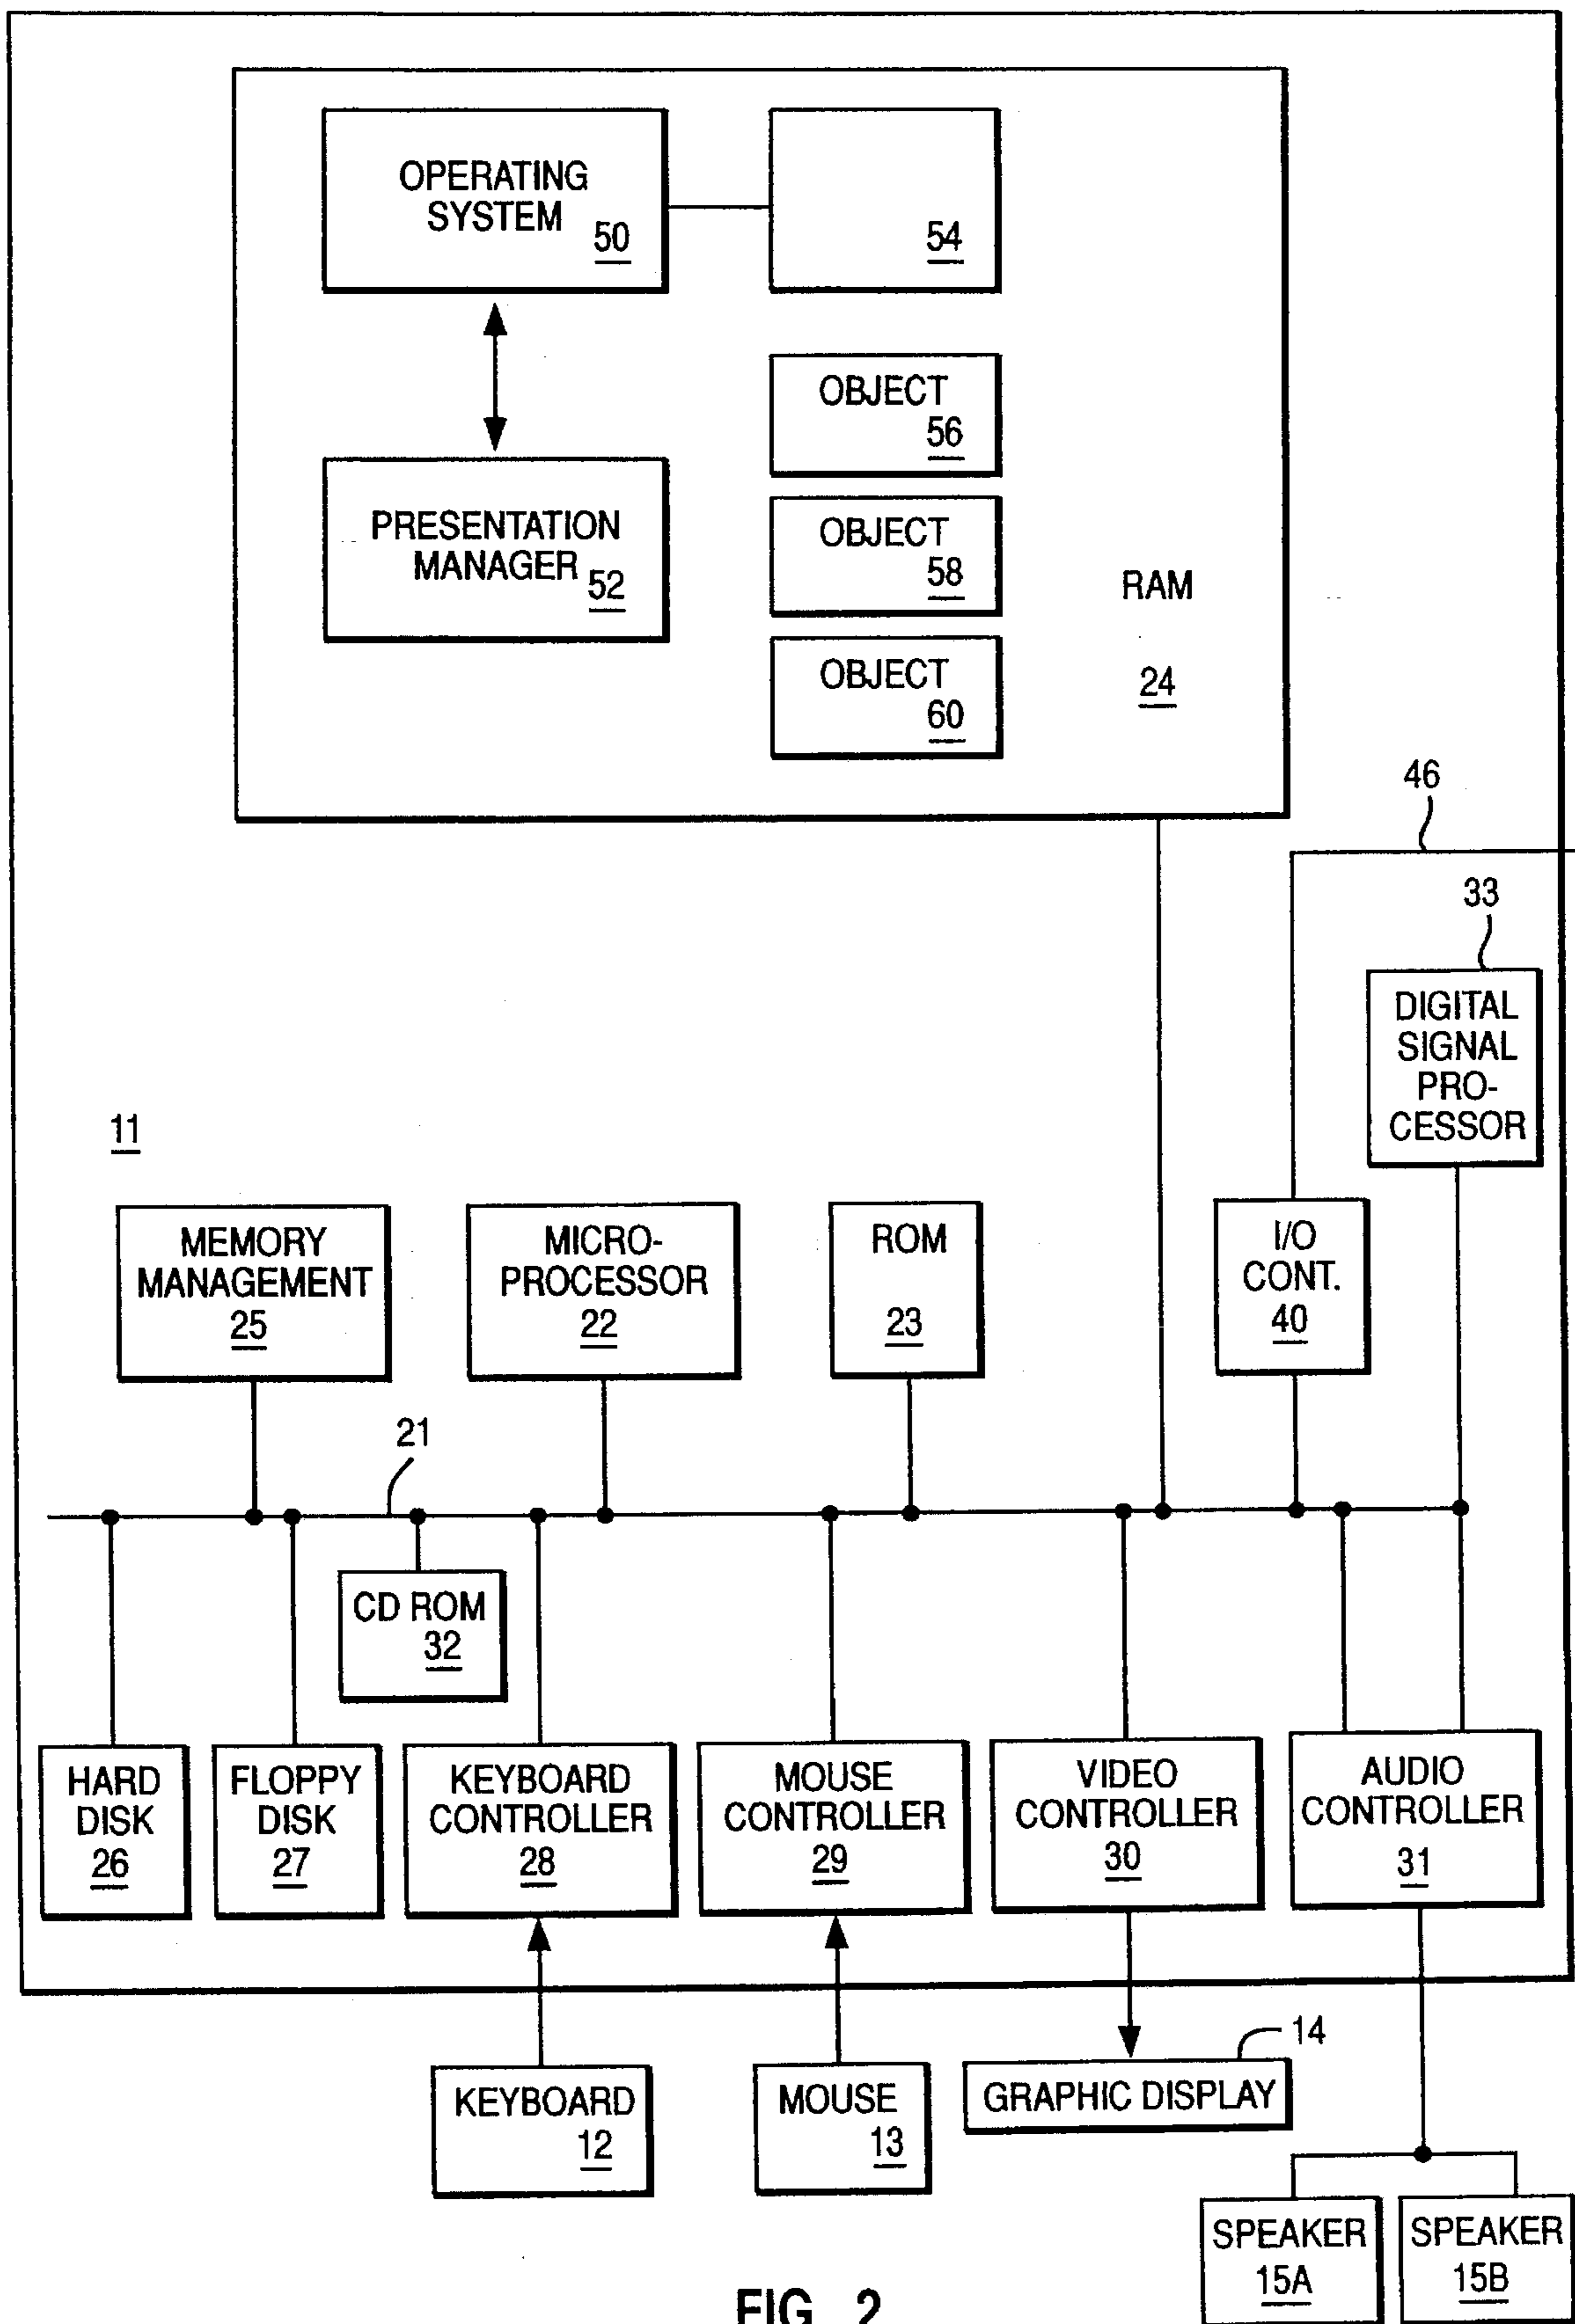 OPERATING
SYSTEM
50
54
OBJECT
56
PRESENTATION
MANAGER
52
OBJECT
58
RAM
24
OBJECT
60
46
33
DIGITAL
SIGNAL
PRO-
CESSOR
11
MEMORY
MANAGEMENT
25
MICRO-
PROCESSOR
22
ROM
23
I/O
CONT.
40
21
CD ROM
32
HARD
DISK
26
FLOPPY
DISK
27
KEYBOARD
CONTROLLER
28
MOUSE
CONTROLLER
29
VIDEO
CONTROLLER
30
AUDIO
CONTROLLER
31
14
KEYBOARD
12
MOUSE
13
GRAPHIC DISPLAY
SPEAKER
15A
SPEAKER
15B
FIG. 2